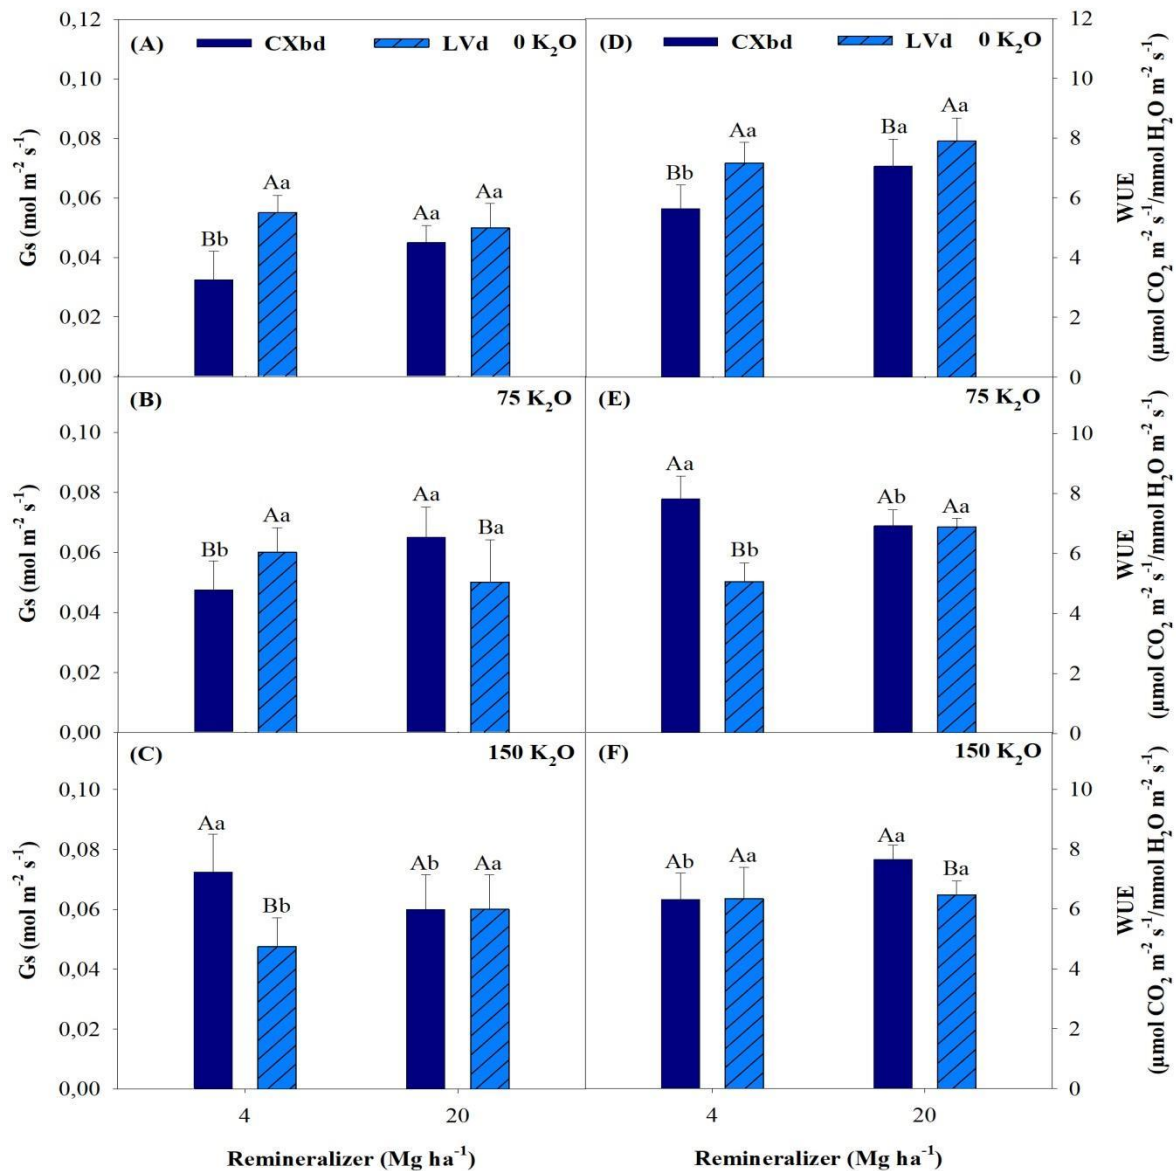 (A) CXbd LVd 0 K₂O
0,12
0,10
0,08
0,06
0,04
0,02
0,00
Gs (mol m⁻² s⁻¹)
Bb Aa Aa Aa
(D) CXbd LVd 0 K₂O
12
10
8
6
4
2
0
WUE
(μmol CO₂ m⁻² s⁻¹/mmol H₂O m⁻² s⁻¹)
Bb Aa Ba Aa
(B) 75 K₂O
0,10
0,08
0,06
0,04
0,02
0,00
Gs (mol m⁻² s⁻¹)
Bb Aa Aa Ba
(E) 75 K₂O
10
8
6
4
2
0
WUE
(μmol CO₂ m⁻² s⁻¹/mmol H₂O m⁻² s⁻¹)
Aa Bb Ab Aa
(C) 150 K₂O
0,10
0,08
0,06
0,04
0,02
0,00
Gs (mol m⁻² s⁻¹)
Aa Bb Ab Aa
4 20
Remineralizer (Mg ha⁻¹)
(F) 150 K₂O
10
8
6
4
2
0
WUE
(μmol CO₂ m⁻² s⁻¹/mmol H₂O m⁻² s⁻¹)
Ab Aa Aa Ba
4 20
Remineralizer (Mg ha⁻¹)